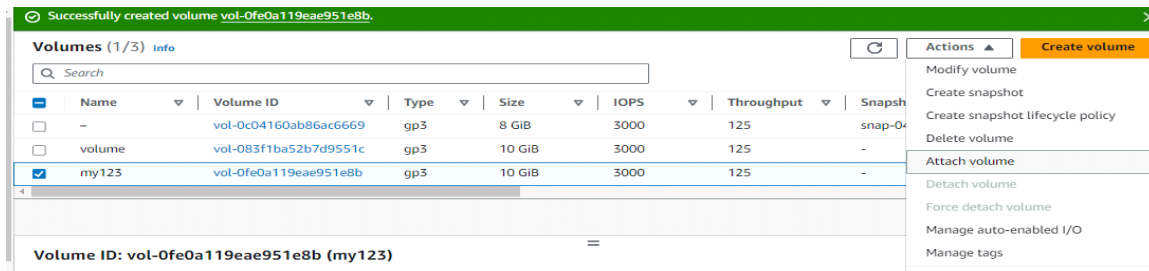 Successfully created volume vol-0fe0a119eae951e8b.
Volumes (1/3) Info
Actions
Create volume
Search
Name Volume ID Type Size IOPS Throughput Snapsh
– vol-0c04160ab86ac6669 gp3 8 GiB 3000 125 snap-04
volume vol-083f1ba52b7d9551c gp3 10 GiB 3000 125 -
my123 vol-0fe0a119eae951e8b gp3 10 GiB 3000 125 -
Modify volume
Create snapshot
Create snapshot lifecycle policy
Delete volume
Attach volume
Detach volume
Force detach volume
Manage auto-enabled I/O
Manage tags
Volume ID: vol-0fe0a119eae951e8b (my123)